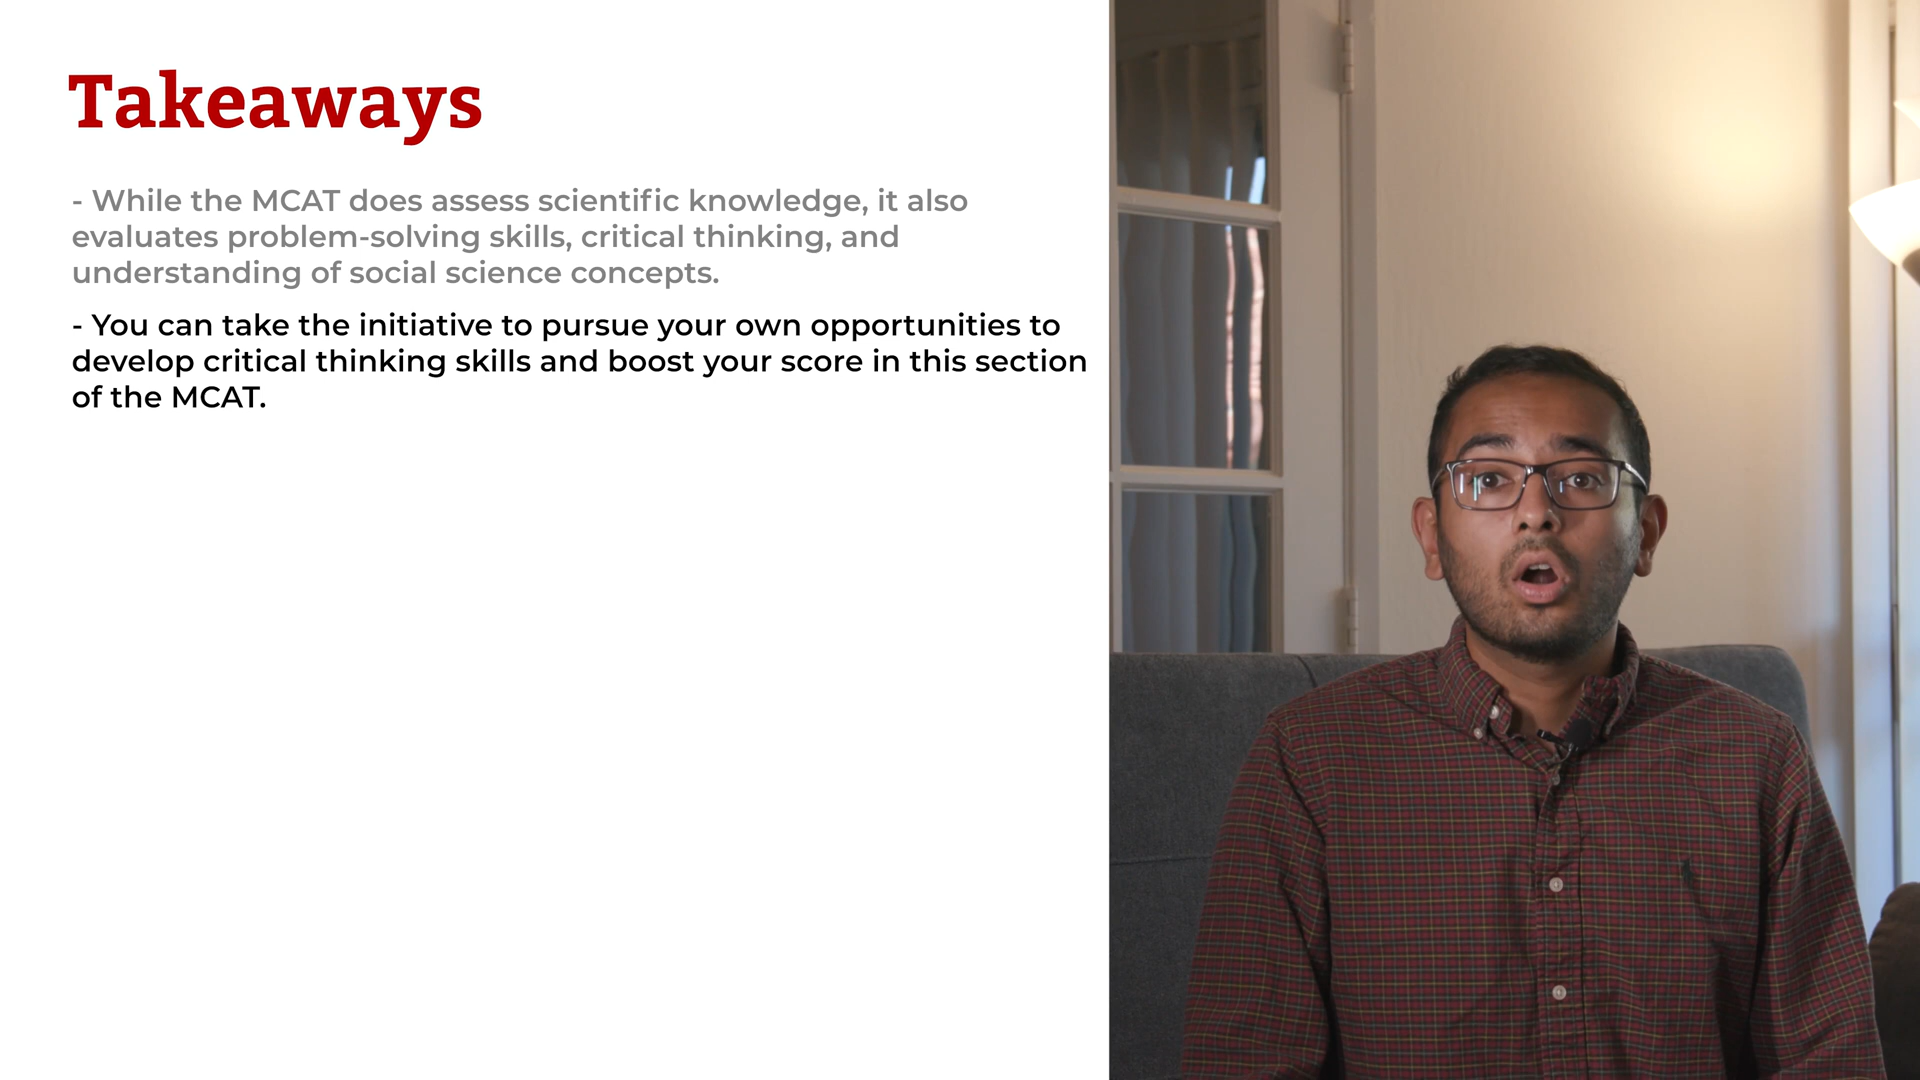 Takeaways
- While the MCAT does assess scientific knowledge, it also
evaluates problem-solving skills, critical thinking, and
understanding of social science concepts.
- You can take the initiative to pursue your own opportunities to
develop critical thinking skills and boost your score in this section
of the MCAT.